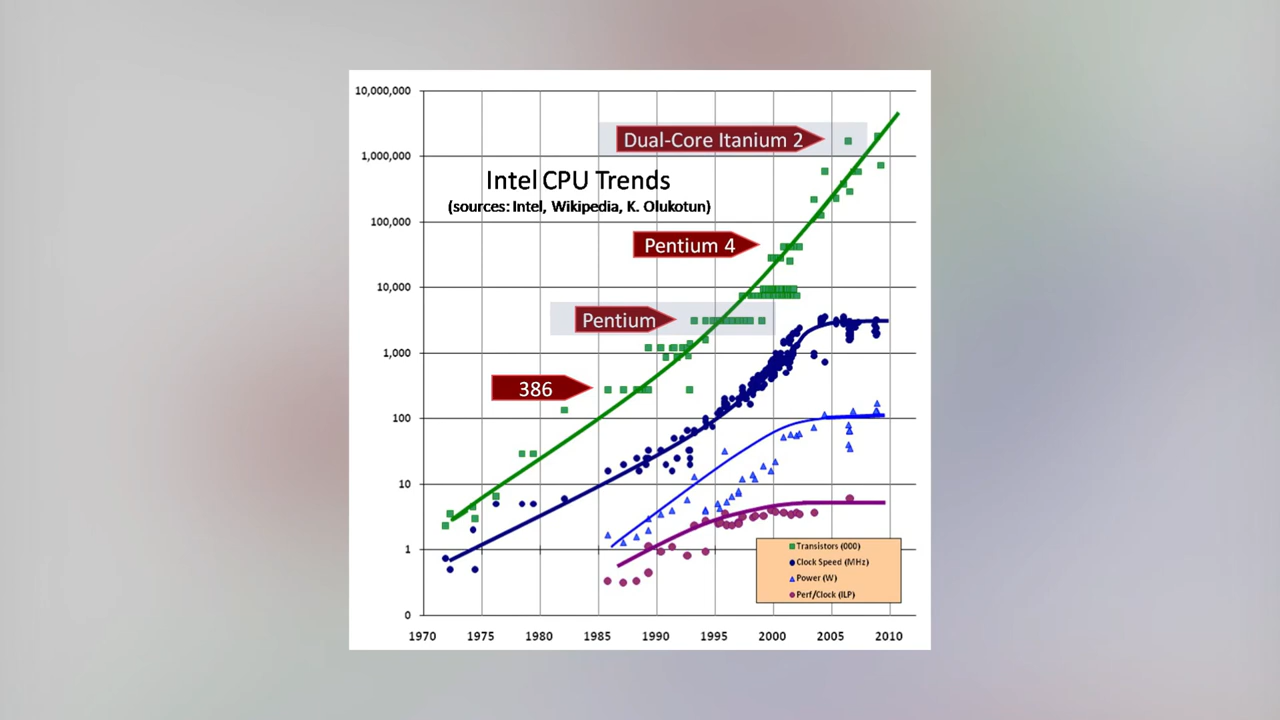 10,000,000
Dual-Core Itanium 2
1,000,000
Intel CPU Trends
(sources: Intel, Wikipedia, K. Olukotun)
100,000
Pentium 4
10,000
Pentium
1,000
386
100
10
1
Transistors (000)
Clock Speed (MHz)
Power (W)
Perf/Clock (ILP)
0
1970 1975 1980 1985 1990 1995 2000 2005 2010